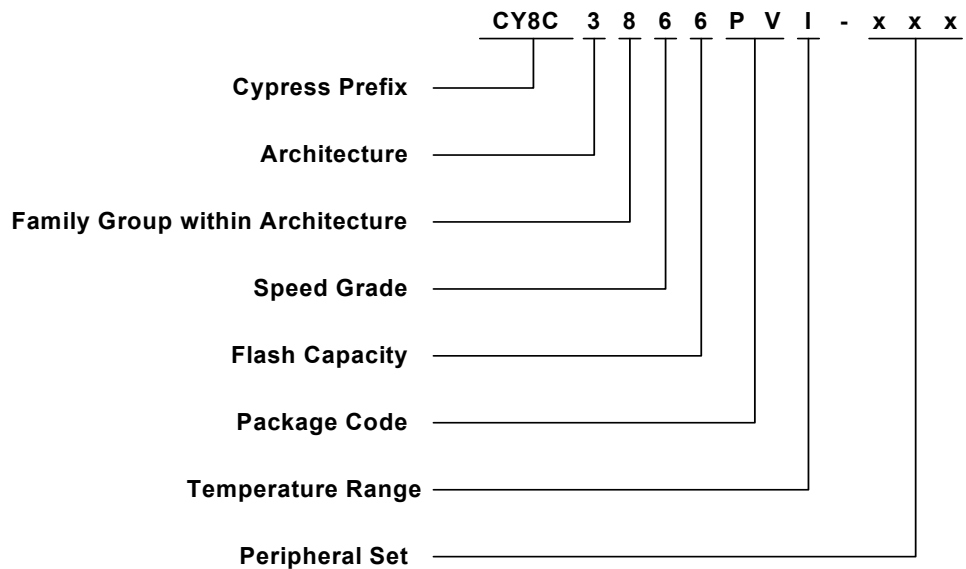 CY8C 3 8 6 6 P V I - x x x
Cypress Prefix
Architecture
Family Group within Architecture
Speed Grade
Flash Capacity
Package Code
Temperature Range
Peripheral Set